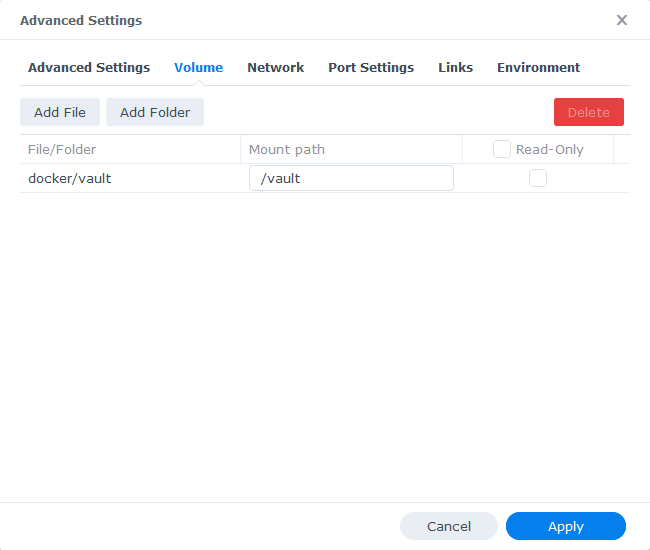 Advanced Settings X
Advanced Settings Volume Network Port Settings Links Environment
Add File Add Folder Delete
File/Folder Mount path Read-Only
docker/vault /vault
Cancel Apply